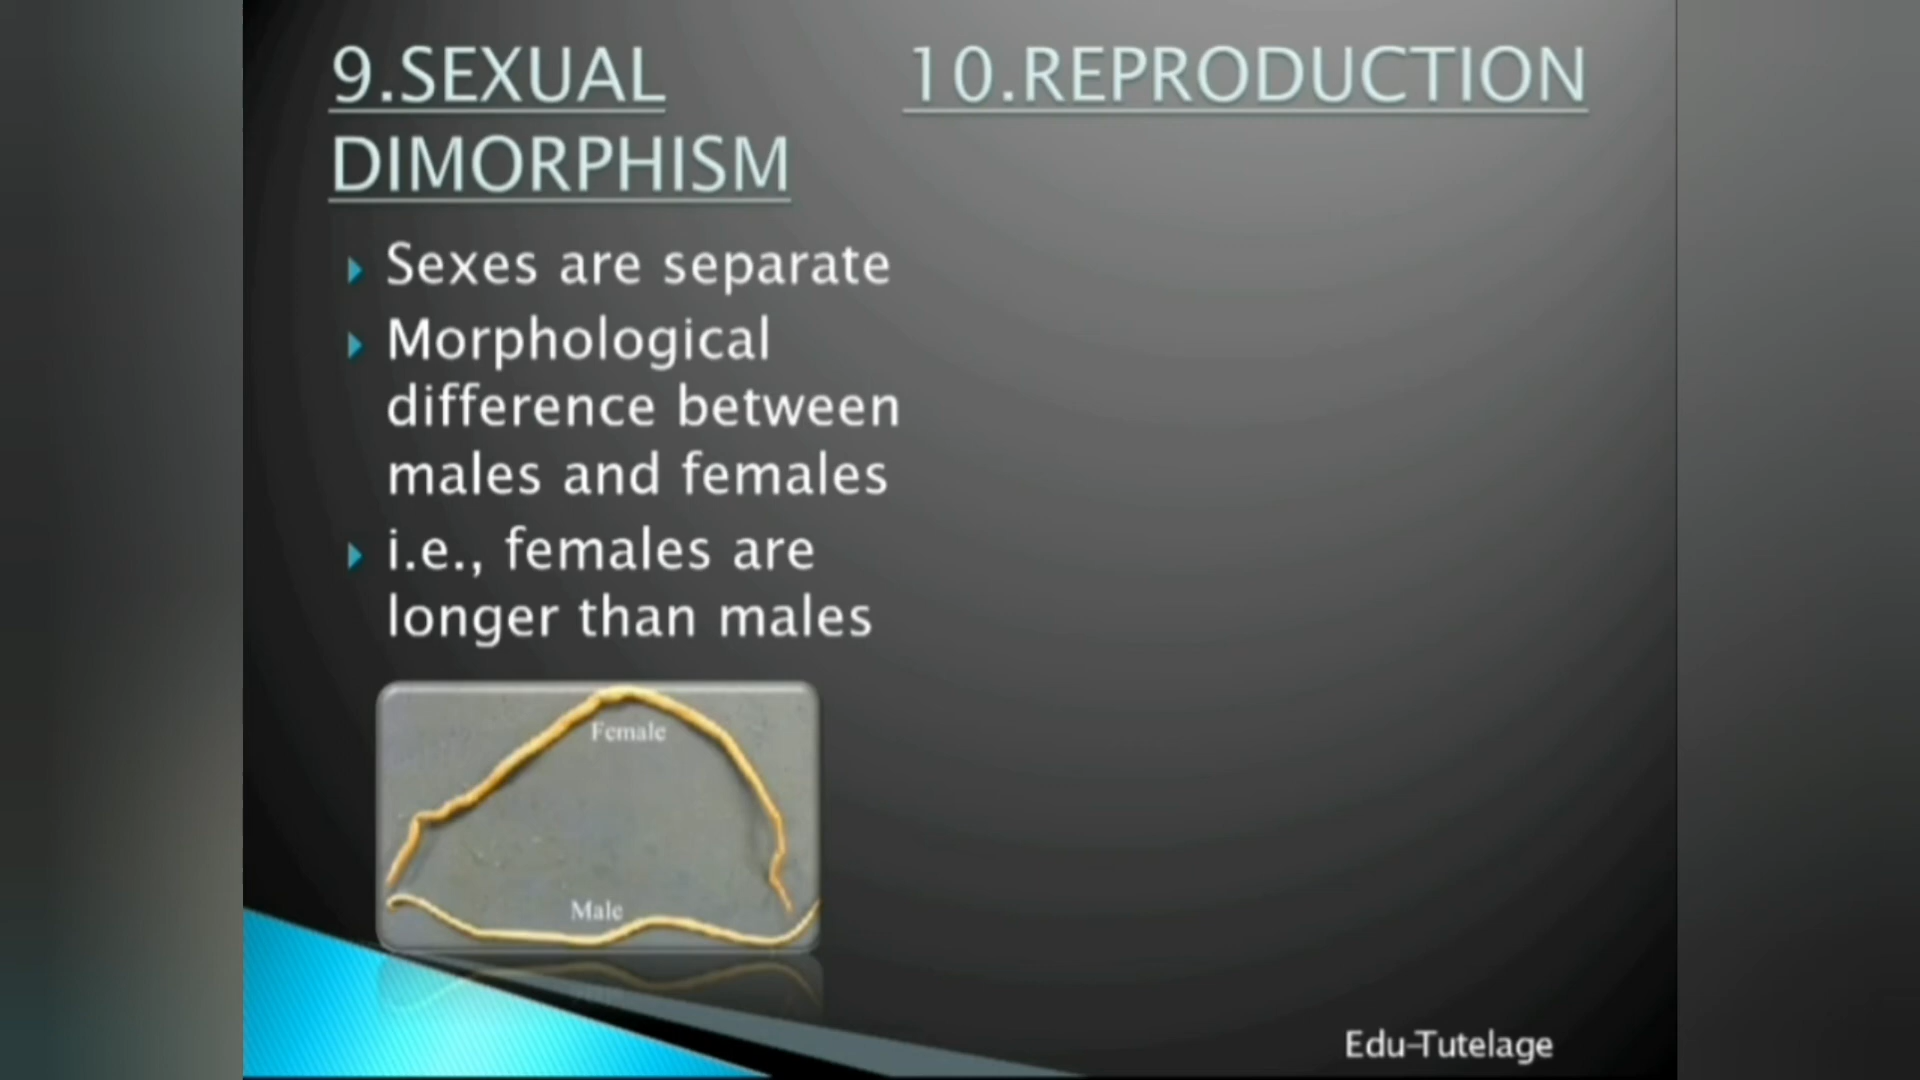 9.SEXUAL
DIMORPHISM
Sexes are separate
Morphological
difference between
males and females
i.e., females are
longer than males
Female
Male
10.REPRODUCTION
Edu-Tutelage